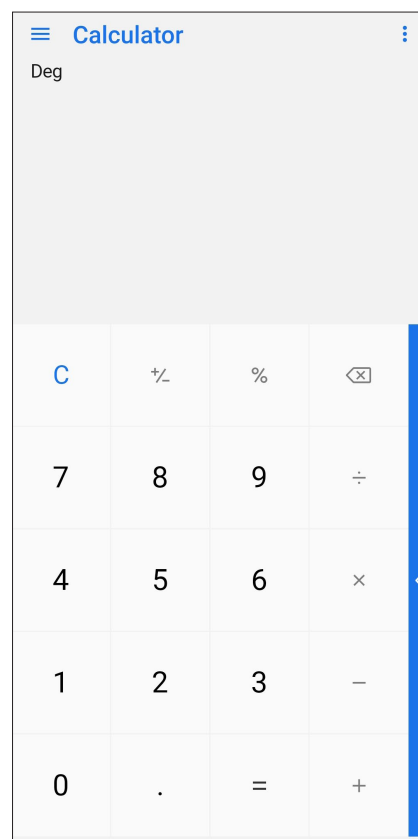 Calculator
Deg
C +/- %
7 8 9 ÷
4 5 6 ×
1 2 3 −
0 . = +